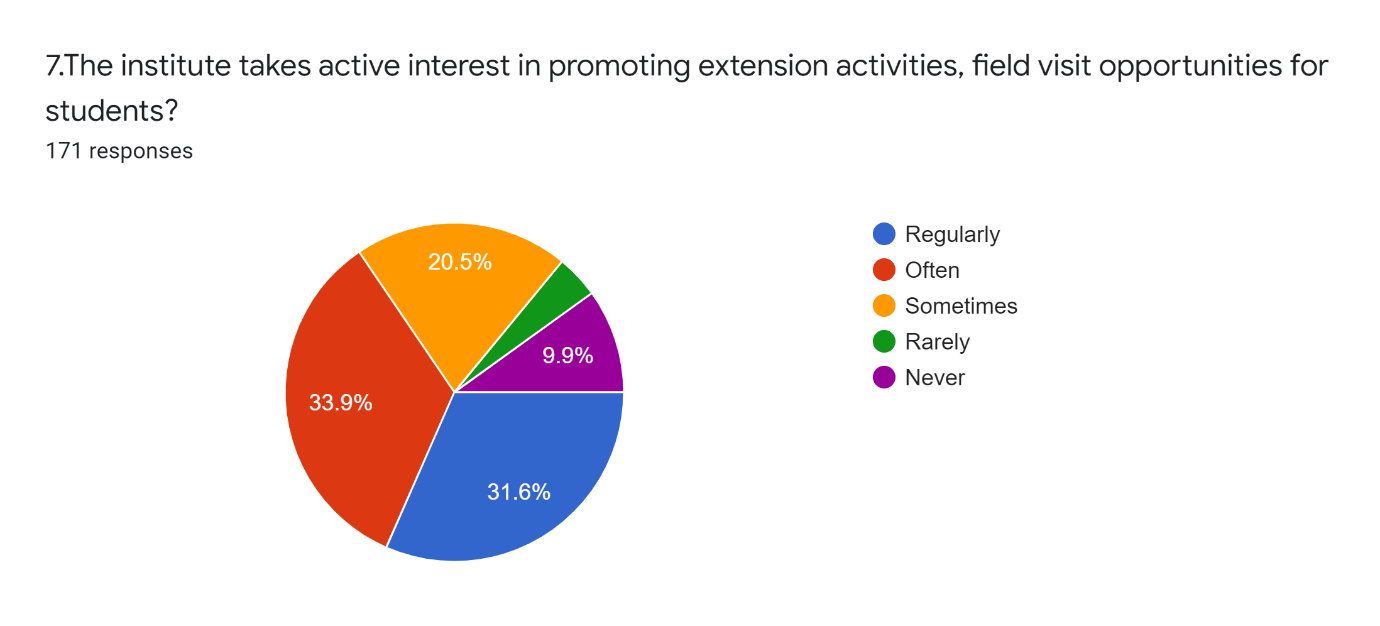 7.The institute takes active interest in promoting extension activities, field visit opportunities for
students?
171 responses
20.5%
9.9%
33.9%
31.6%
Regularly
Often
Sometimes
Rarely
Never